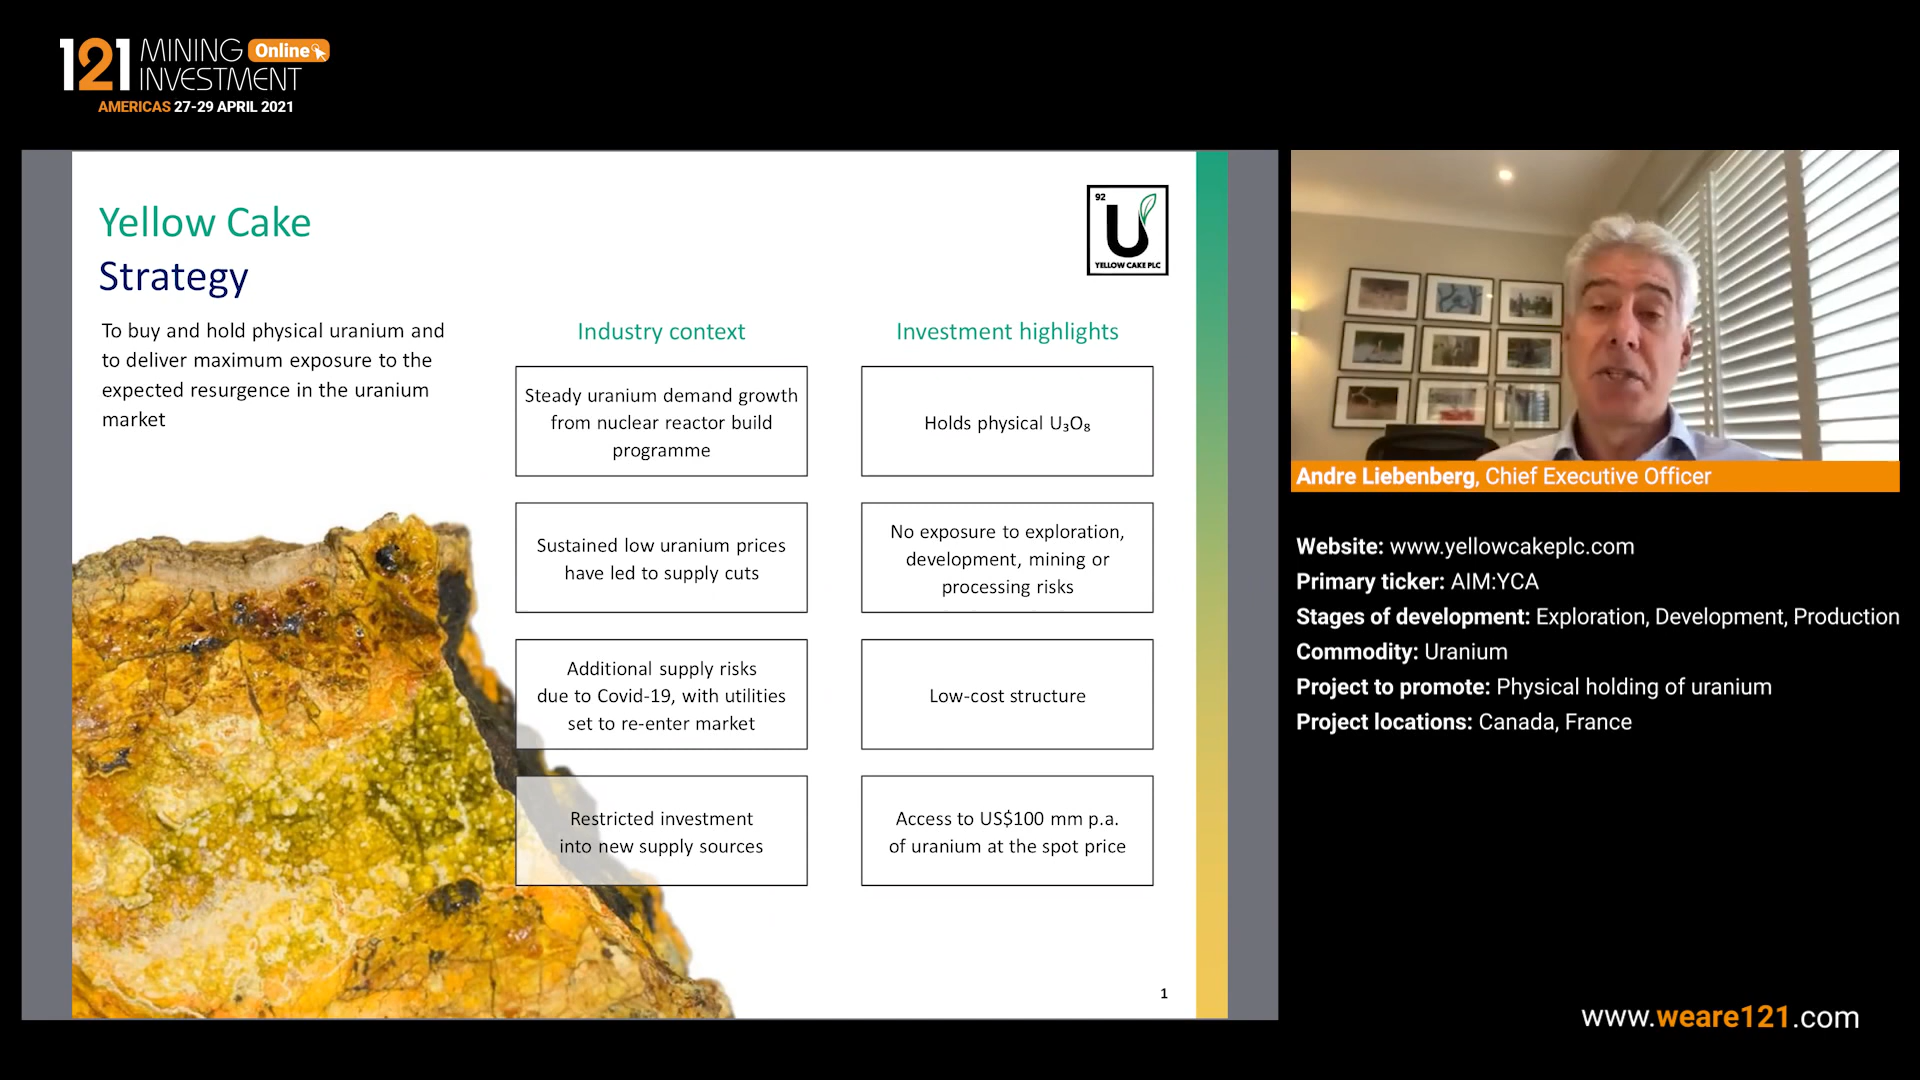 121 MINING Online
INVESTMENT
AMERICAS 27-29 APRIL 2021
Yellow Cake
Strategy
92
U
YELLOW CAKE PLC
To buy and hold physical uranium and
to deliver maximum exposure to the
expected resurgence in the uranium
market
Industry context
Steady uranium demand growth
from nuclear reactor build
programme
Sustained low uranium prices
have led to supply cuts
Additional supply risks
due to Covid-19, with utilities
set to re-enter market
Restricted investment
into new supply sources
Investment highlights
Holds physical U₃O₈
No exposure to exploration,
development, mining or
processing risks
Low-cost structure
Access to US$100 mm p.a.
of uranium at the spot price
1
Andre Liebenberg, Chief Executive Officer
Website: www.yellowcakeplc.com
Primary ticker: AIM:YCA
Stages of development: Exploration, Development, Production
Commodity: Uranium
Project to promote: Physical holding of uranium
Project locations: Canada, France
www.weare121.com